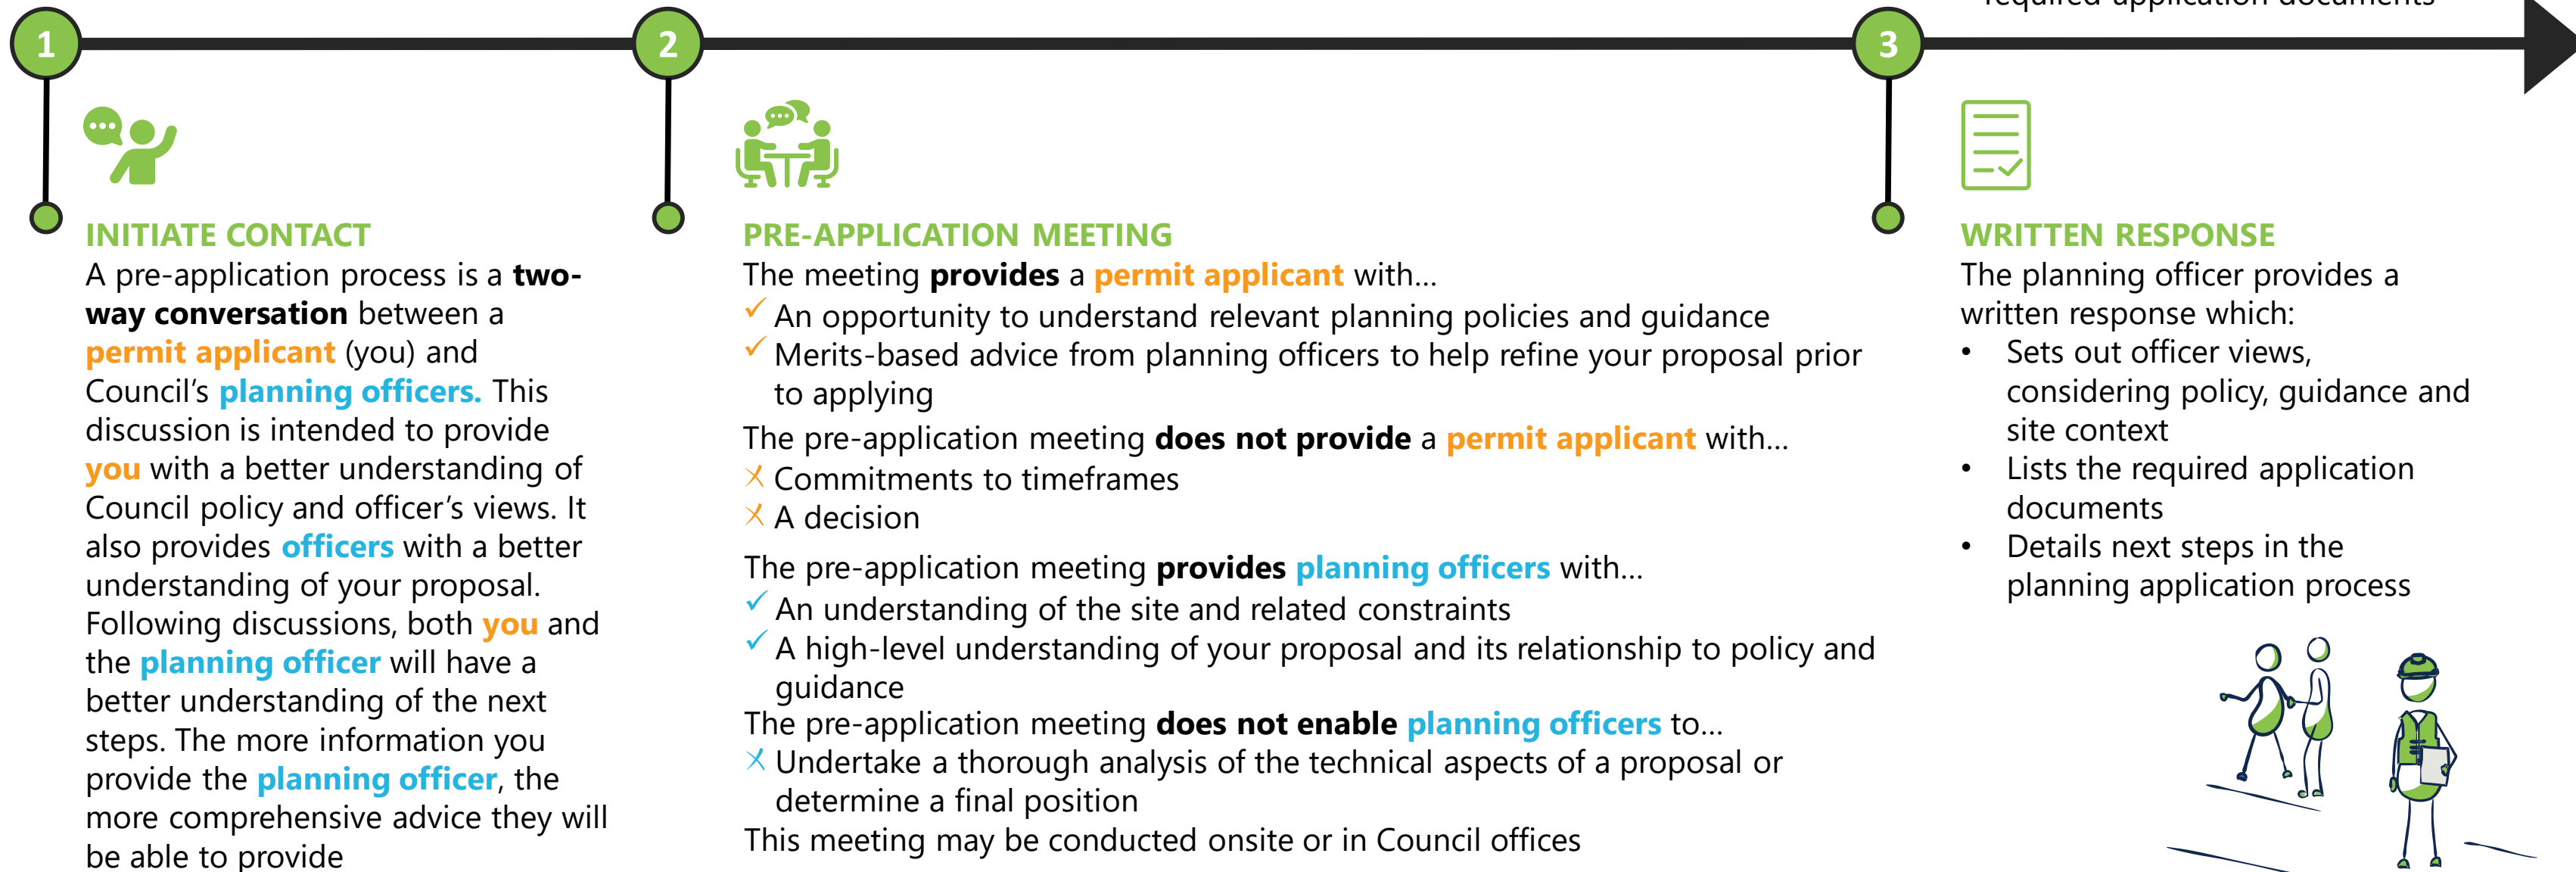 required application documents
1
2
3
INITIATE CONTACT
A pre-application process is a two-
way conversation between a
permit applicant (you) and
Council's planning officers. This
discussion is intended to provide
you with a better understanding of
Council policy and officer's views. It
also provides officers with a better
understanding of your proposal.
Following discussions, both you and
the planning officer will have a
better understanding of the next
steps. The more information you
provide the planning officer, the
more comprehensive advice they will
be able to provide
PRE-APPLICATION MEETING
The meeting provides a permit applicant with...
✓ An opportunity to understand relevant planning policies and guidance
✓ Merits-based advice from planning officers to help refine your proposal prior
to applying
The pre-application meeting does not provide a permit applicant with...
✗ Commitments to timeframes
✗ A decision
The pre-application meeting provides planning officers with...
✓ An understanding of the site and related constraints
✓ A high-level understanding of your proposal and its relationship to policy and
guidance
The pre-application meeting does not enable planning officers to...
✗ Undertake a thorough analysis of the technical aspects of a proposal or
determine a final position
This meeting may be conducted onsite or in Council offices
WRITTEN RESPONSE
The planning officer provides a
written response which:
• Sets out officer views,
considering policy, guidance and
site context
• Lists the required application
documents
• Details next steps in the
planning application process